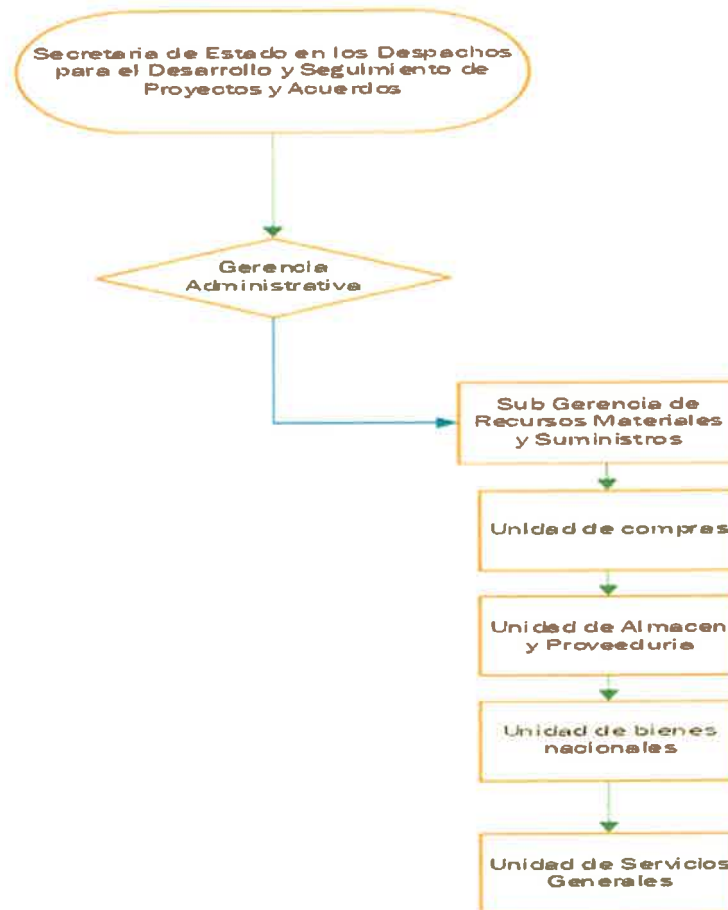 Secretaria de Estado en los Despachos
para el Desarrollo y Seguimiento de
Proyectos y Acuerdos
Gerencia
Administrativa
Sub Gerencia de
Recursos Materiales
y Suministros
Unidad de compras
Unidad de Almacen
y Proveeduria
Unidad de bienes
nacionales
Unidad de Servicios
Generales